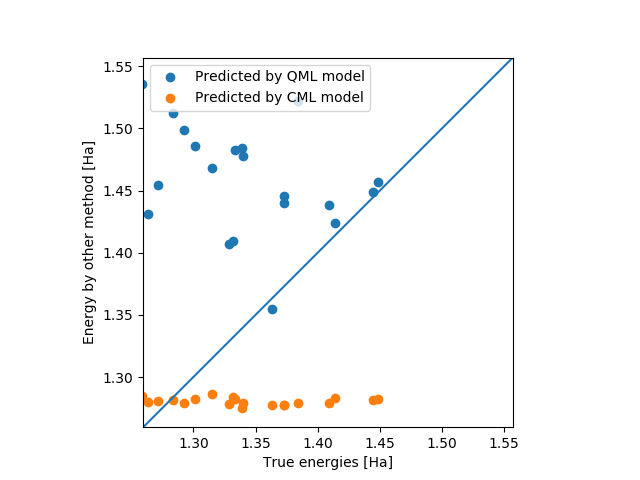 Predicted by QML model
Predicted by CML model
Energy by other method [Ha]
1.55
1.50
1.45
1.40
1.35
1.30
1.30 1.35 1.40 1.45 1.50 1.55
True energies [Ha]